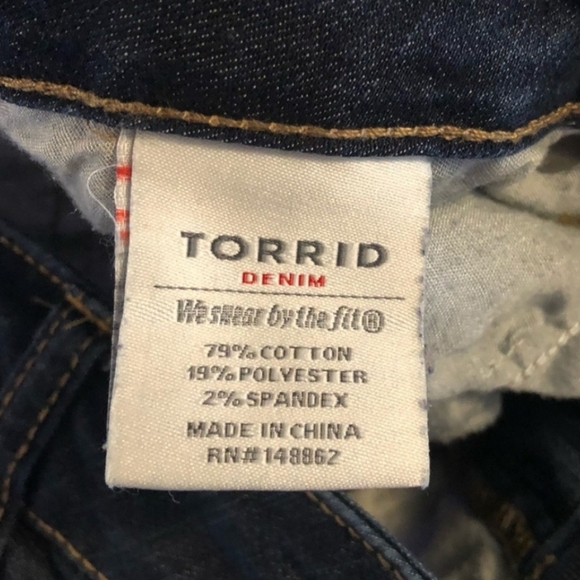 TORRID
DENIM
We swear by the fit®
79% COTTON
19% POLYESTER
2% SPANDEX
MADE IN CHINA
RN# 148862